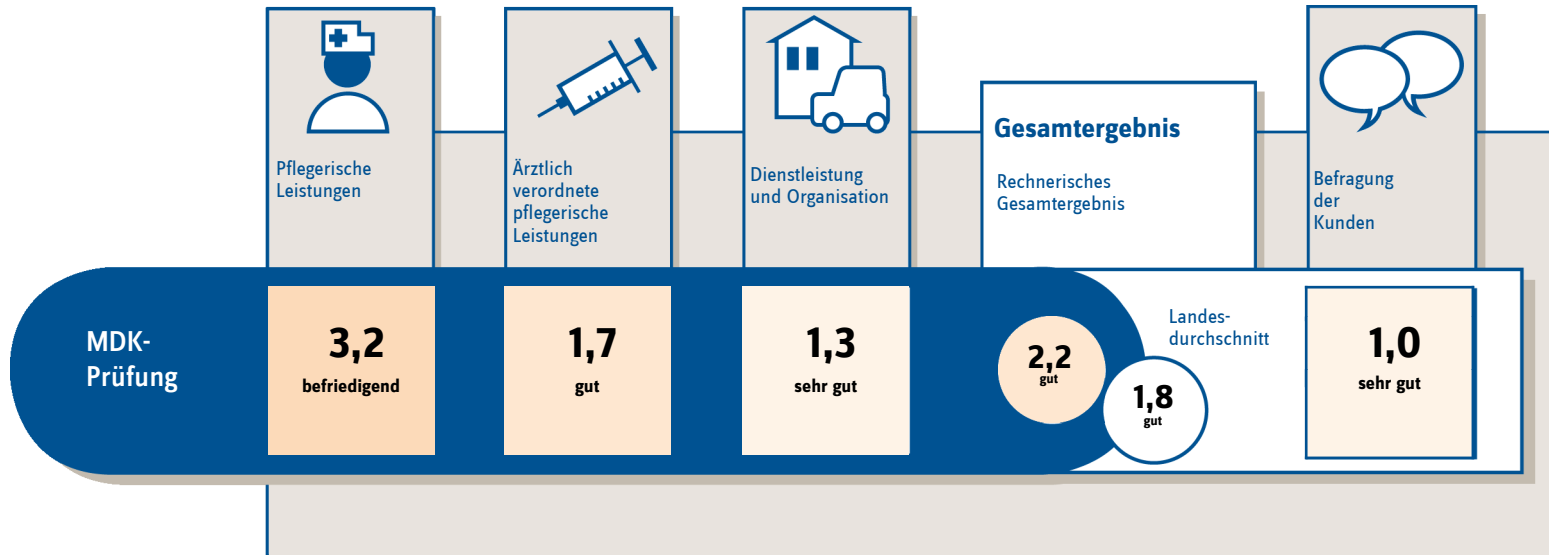 Pflegerische
Leistungen
Ärztlich
verordnete
pflegerische
Leistungen
Dienstleistung
und Organisation
Gesamtergebnis
Rechnerisches
Gesamtergebnis
Befragung
der
Kunden
MDK-
Prüfung
3,2
befriedigend
1,7
gut
1,3
sehr gut
2,2
gut
Landes-
durchschnitt
1,8
gut
1,0
sehr gut